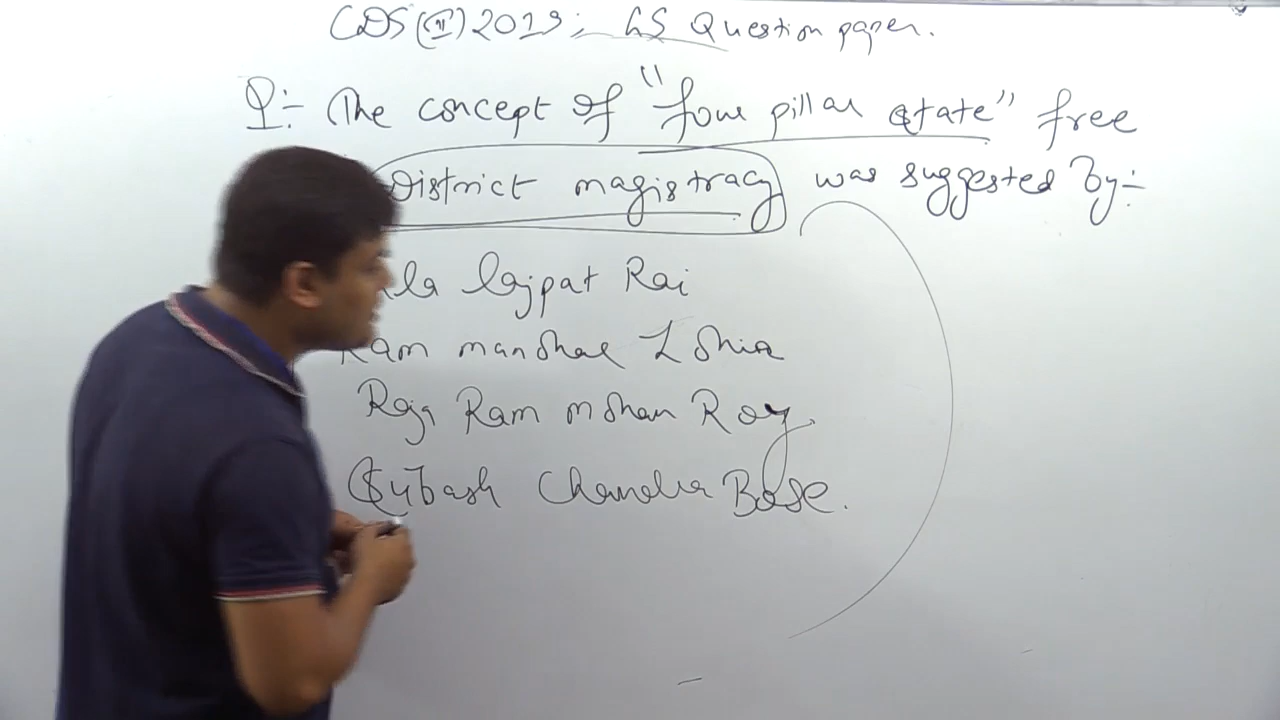 CDS (II) 2019; GS Question paper.
Q:- The concept of "four pillar state" free
District magistracy was suggested by:-
Lajpat Rai
Ram manohar Lohia
Raja Ram mohan Roy.
Subash Chandra Bose.